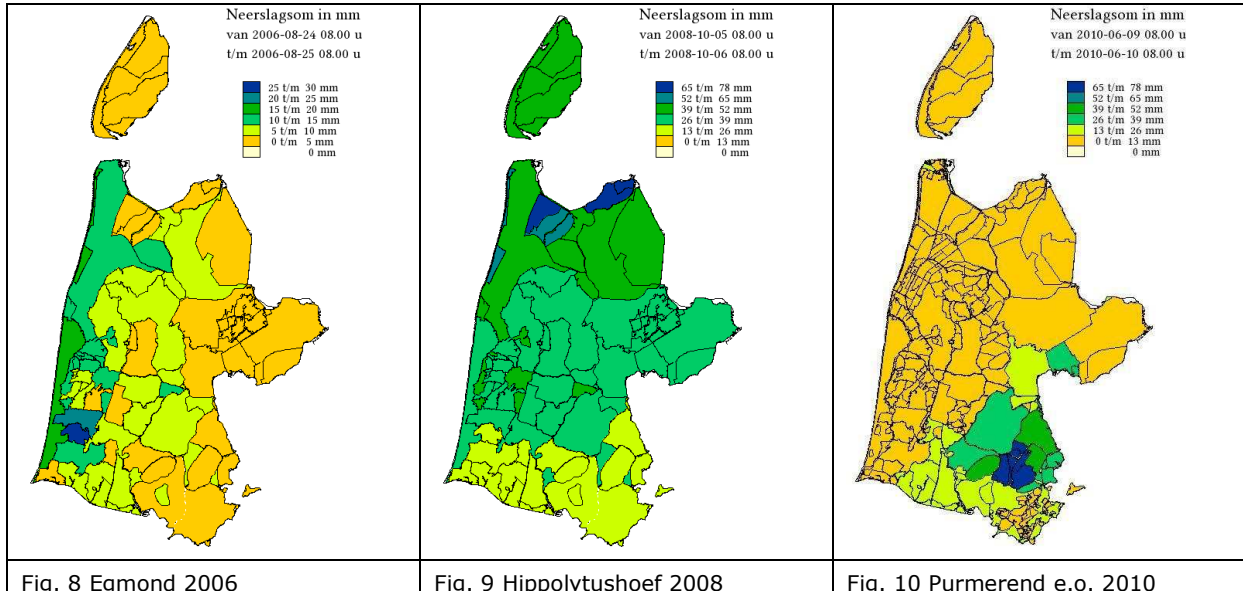 Neerslagsom in mm
van 2006-08-24 08.00 u
t/m 2006-08-25 08.00 u
25 t/m 30 mm
20 t/m 25 mm
15 t/m 20 mm
10 t/m 15 mm
5 t/m 10 mm
0 t/m 5 mm
0 mm
Fig. 8 Egmond 2006
Neerslagsom in mm
van 2008-10-05 08.00 u
t/m 2008-10-06 08.00 u
65 t/m 78 mm
52 t/m 65 mm
39 t/m 52 mm
26 t/m 39 mm
13 t/m 26 mm
0 t/m 13 mm
0 mm
Fig. 9 Hippolytushoef 2008
Neerslagsom in mm
van 2010-06-09 08.00 u
t/m 2010-06-10 08.00 u
65 t/m 78 mm
52 t/m 65 mm
39 t/m 52 mm
26 t/m 39 mm
13 t/m 26 mm
0 t/m 13 mm
0 mm
Fig. 10 Purmerend e.o. 2010